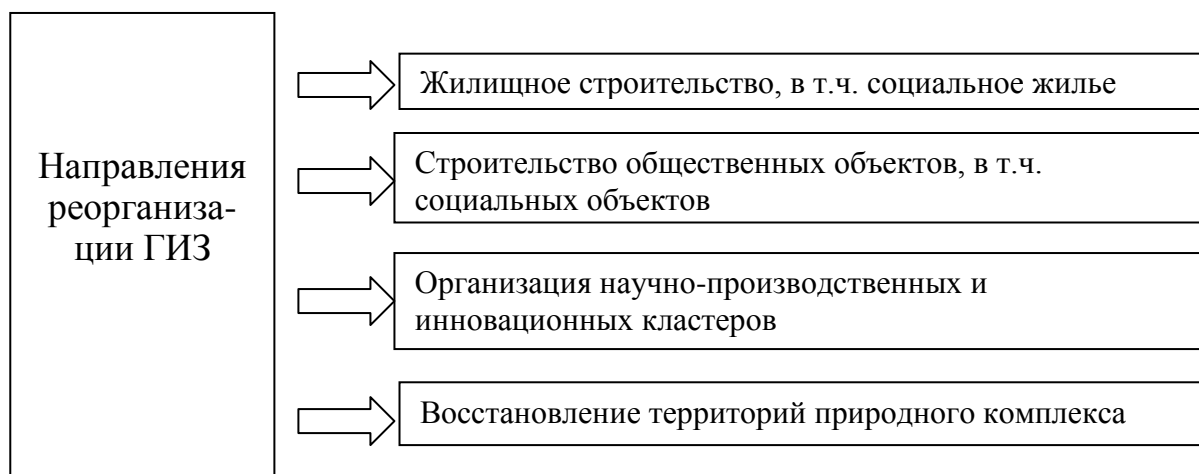 Направления
реорганиза-
ции ГИЗ
Жилищное строительство, в т.ч. социальное жилье
Строительство общественных объектов, в т.ч.
социальных объектов
Организация научно-производственных и
инновационных кластеров
Восстановление территорий природного комплекса